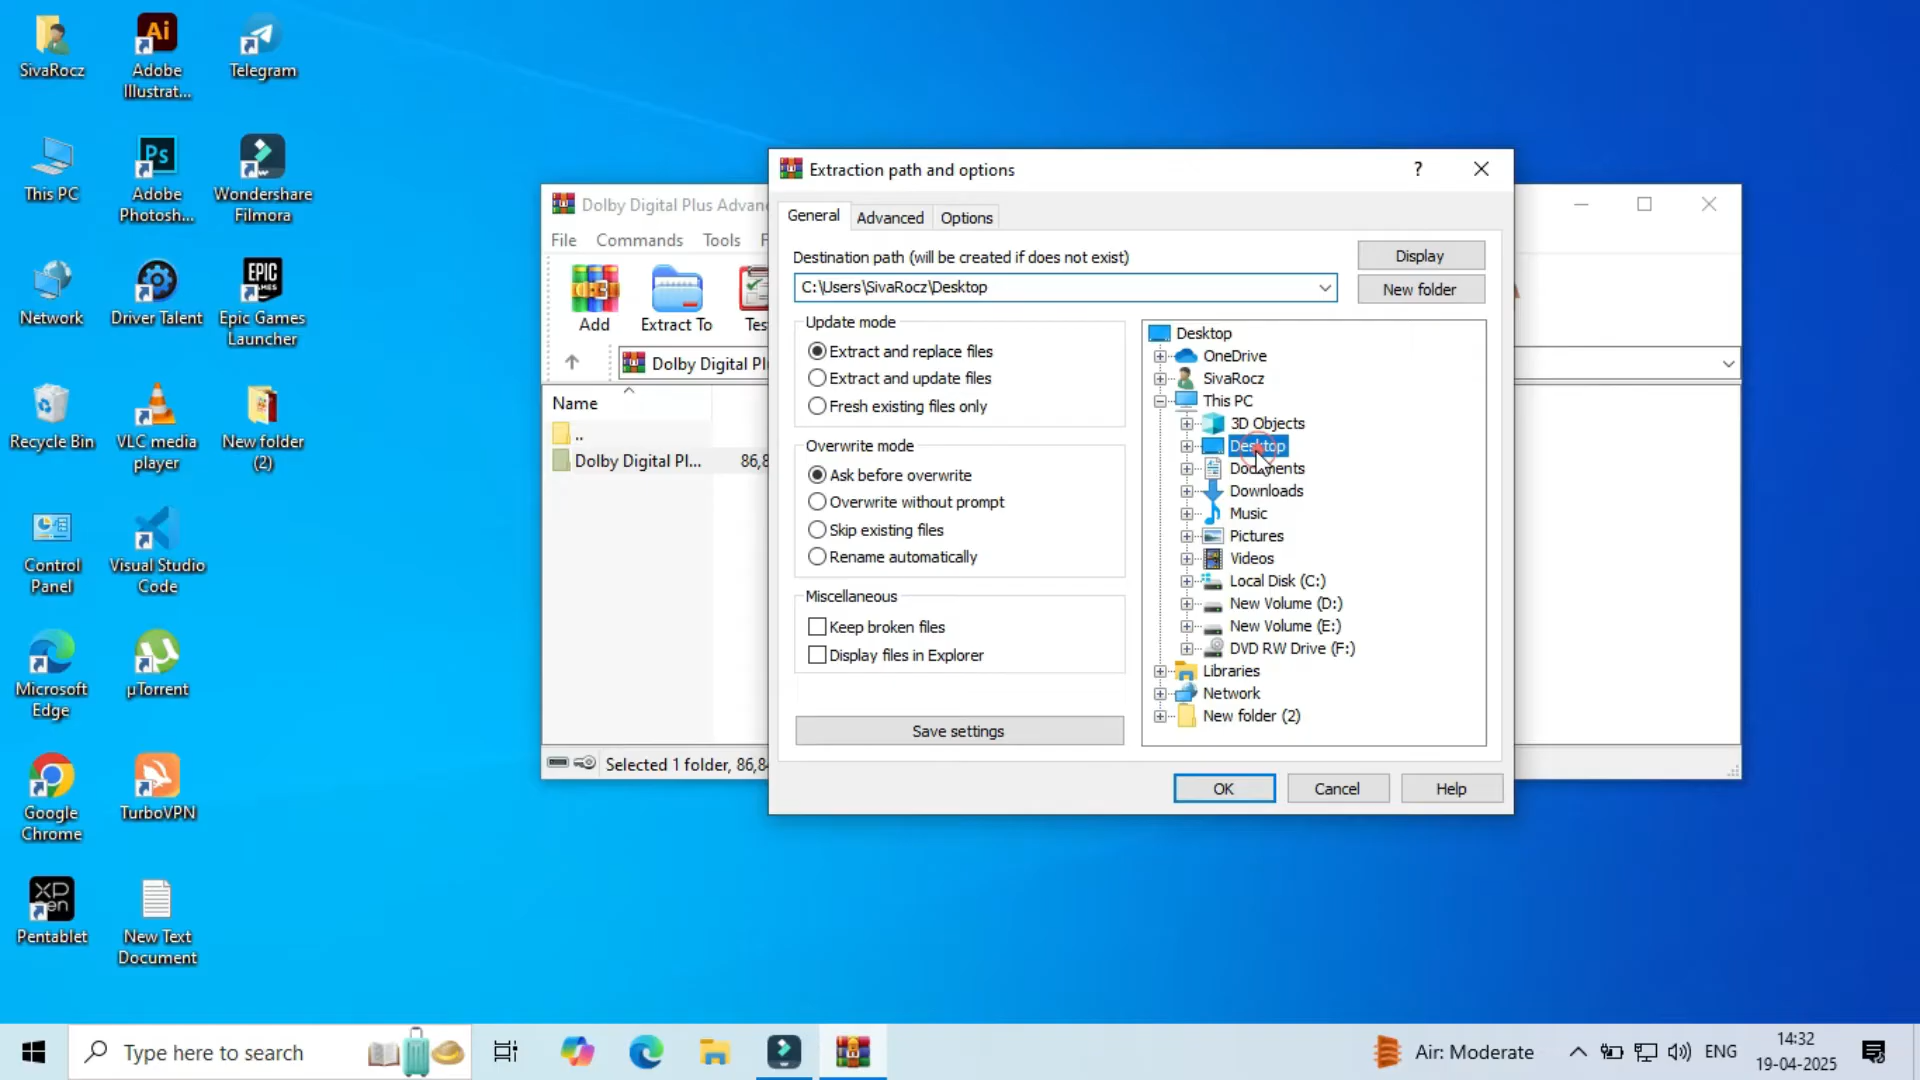 SivaRocz
Adobe
Illustrat...
Telegram
This PC
Adobe
Photosh...
Wondershare
Filmora
Network
Driver Talent
Epic Games
Launcher
Recycle Bin
VLC media
player
New folder
(2)
Control
Panel
Visual Studio
Code
Microsoft
Edge
µTorrent
Google
Chrome
TurboVPN
Pentablet
New Text
Document
Ai
Ps
EPIC
GAMES
XP
pen
Dolby Digital Plus Advan
File Commands Tools F
Add
Extract To
Tes
Dolby Digital Pl
Name
..
Dolby Digital Pl... 86,8
Selected 1 folder, 86,8
Extraction path and options
?
General
Advanced
Options
Destination path (will be created if does not exist)
C:\Users\SivaRocz\Desktop
Display
New folder
Update mode
Extract and replace files
Extract and update files
Fresh existing files only
Overwrite mode
Ask before overwrite
Overwrite without prompt
Skip existing files
Rename automatically
Miscellaneous
Keep broken files
Display files in Explorer
Save settings
Desktop
OneDrive
SivaRocz
This PC
3D Objects
Desktop
Documents
Downloads
Music
Pictures
Videos
Local Disk (C:)
New Volume (D:)
New Volume (E:)
DVD RW Drive (F:)
Libraries
Network
New folder (2)
OK
Cancel
Help
Type here to search
Air: Moderate
ENG
14:32
19-04-2025